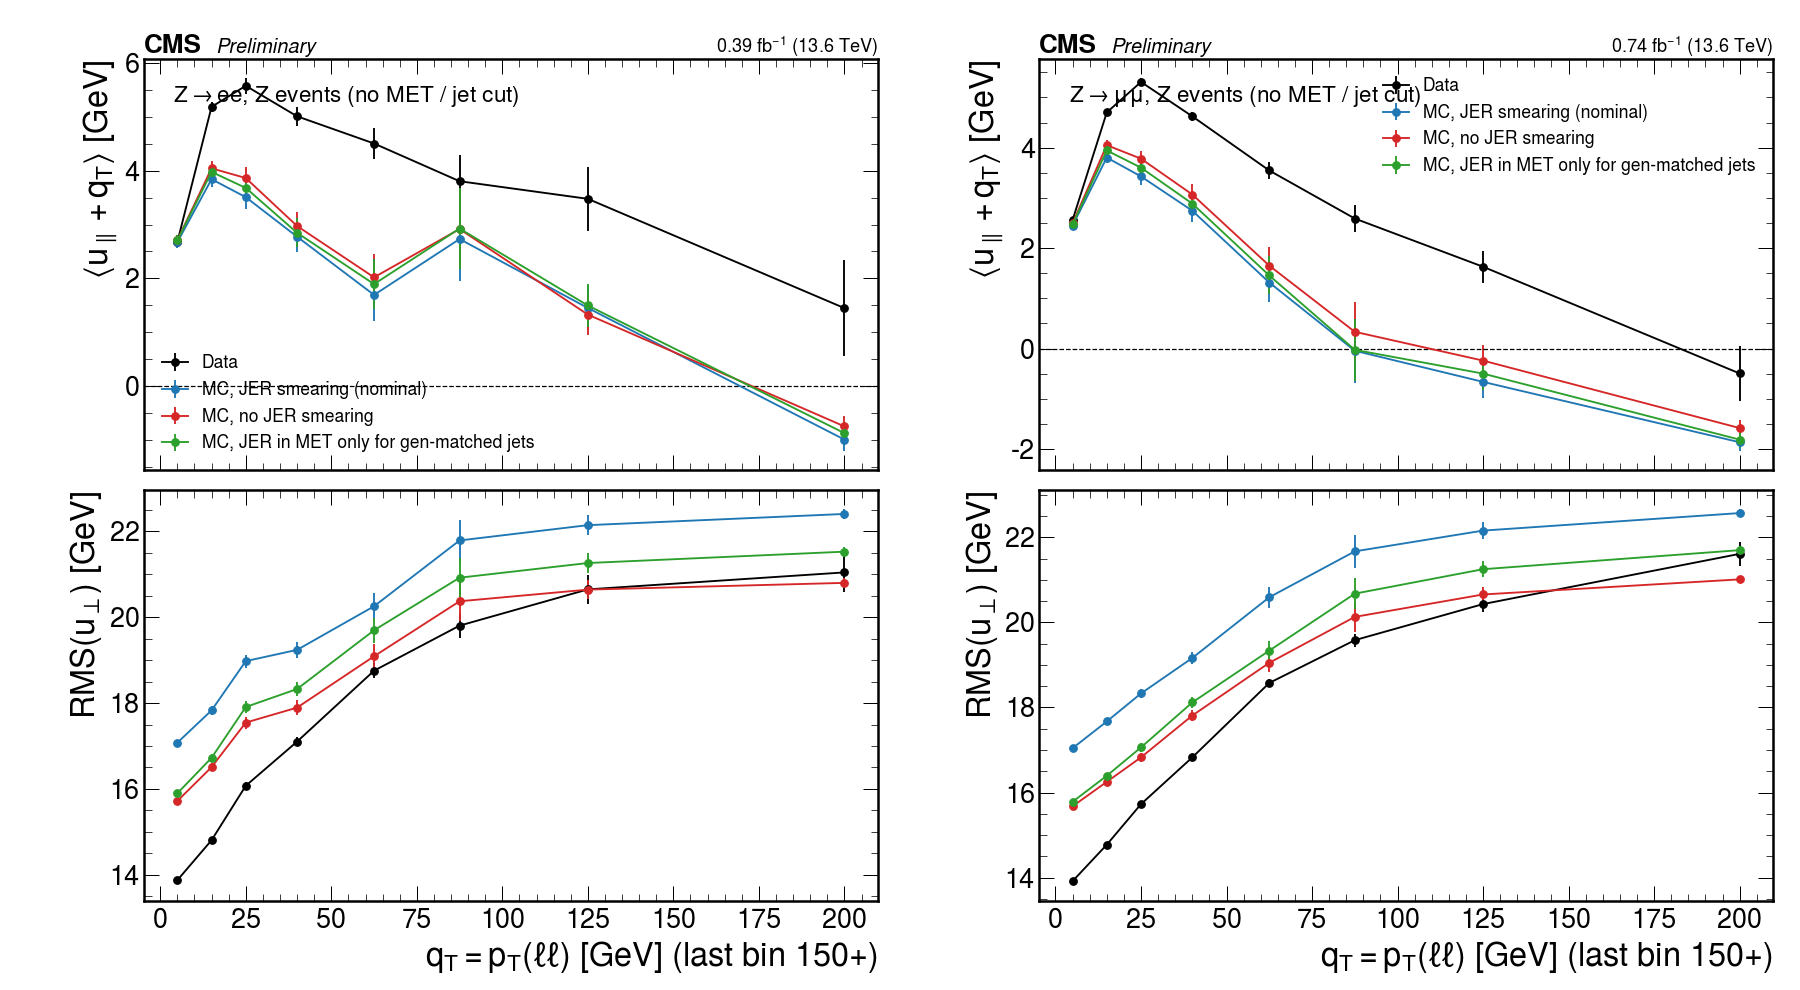 CMS Preliminary 0.39 fb⁻¹ (13.6 TeV)
Z→ee, Z events (no MET / jet cut)
⟨u∥ + qT⟩ [GeV]
6
4
2
0
Data
MC, JER smearing (nominal)
MC, no JER smearing
MC, JER in MET only for gen-matched jets
RMS(u⊥) [GeV]
22
20
18
16
14
0 25 50 75 100 125 150 175 200
qT = pT(ℓℓ) [GeV] (last bin 150+)
CMS Preliminary 0.74 fb⁻¹ (13.6 TeV)
Z→μμ, Z events (no MET / jet cut)
Data
MC, JER smearing (nominal)
MC, no JER smearing
MC, JER in MET only for gen-matched jets
⟨u∥ + qT⟩ [GeV]
4
2
0
-2
RMS(u⊥) [GeV]
22
20
18
16
14
0 25 50 75 100 125 150 175 200
qT = pT(ℓℓ) [GeV] (last bin 150+)